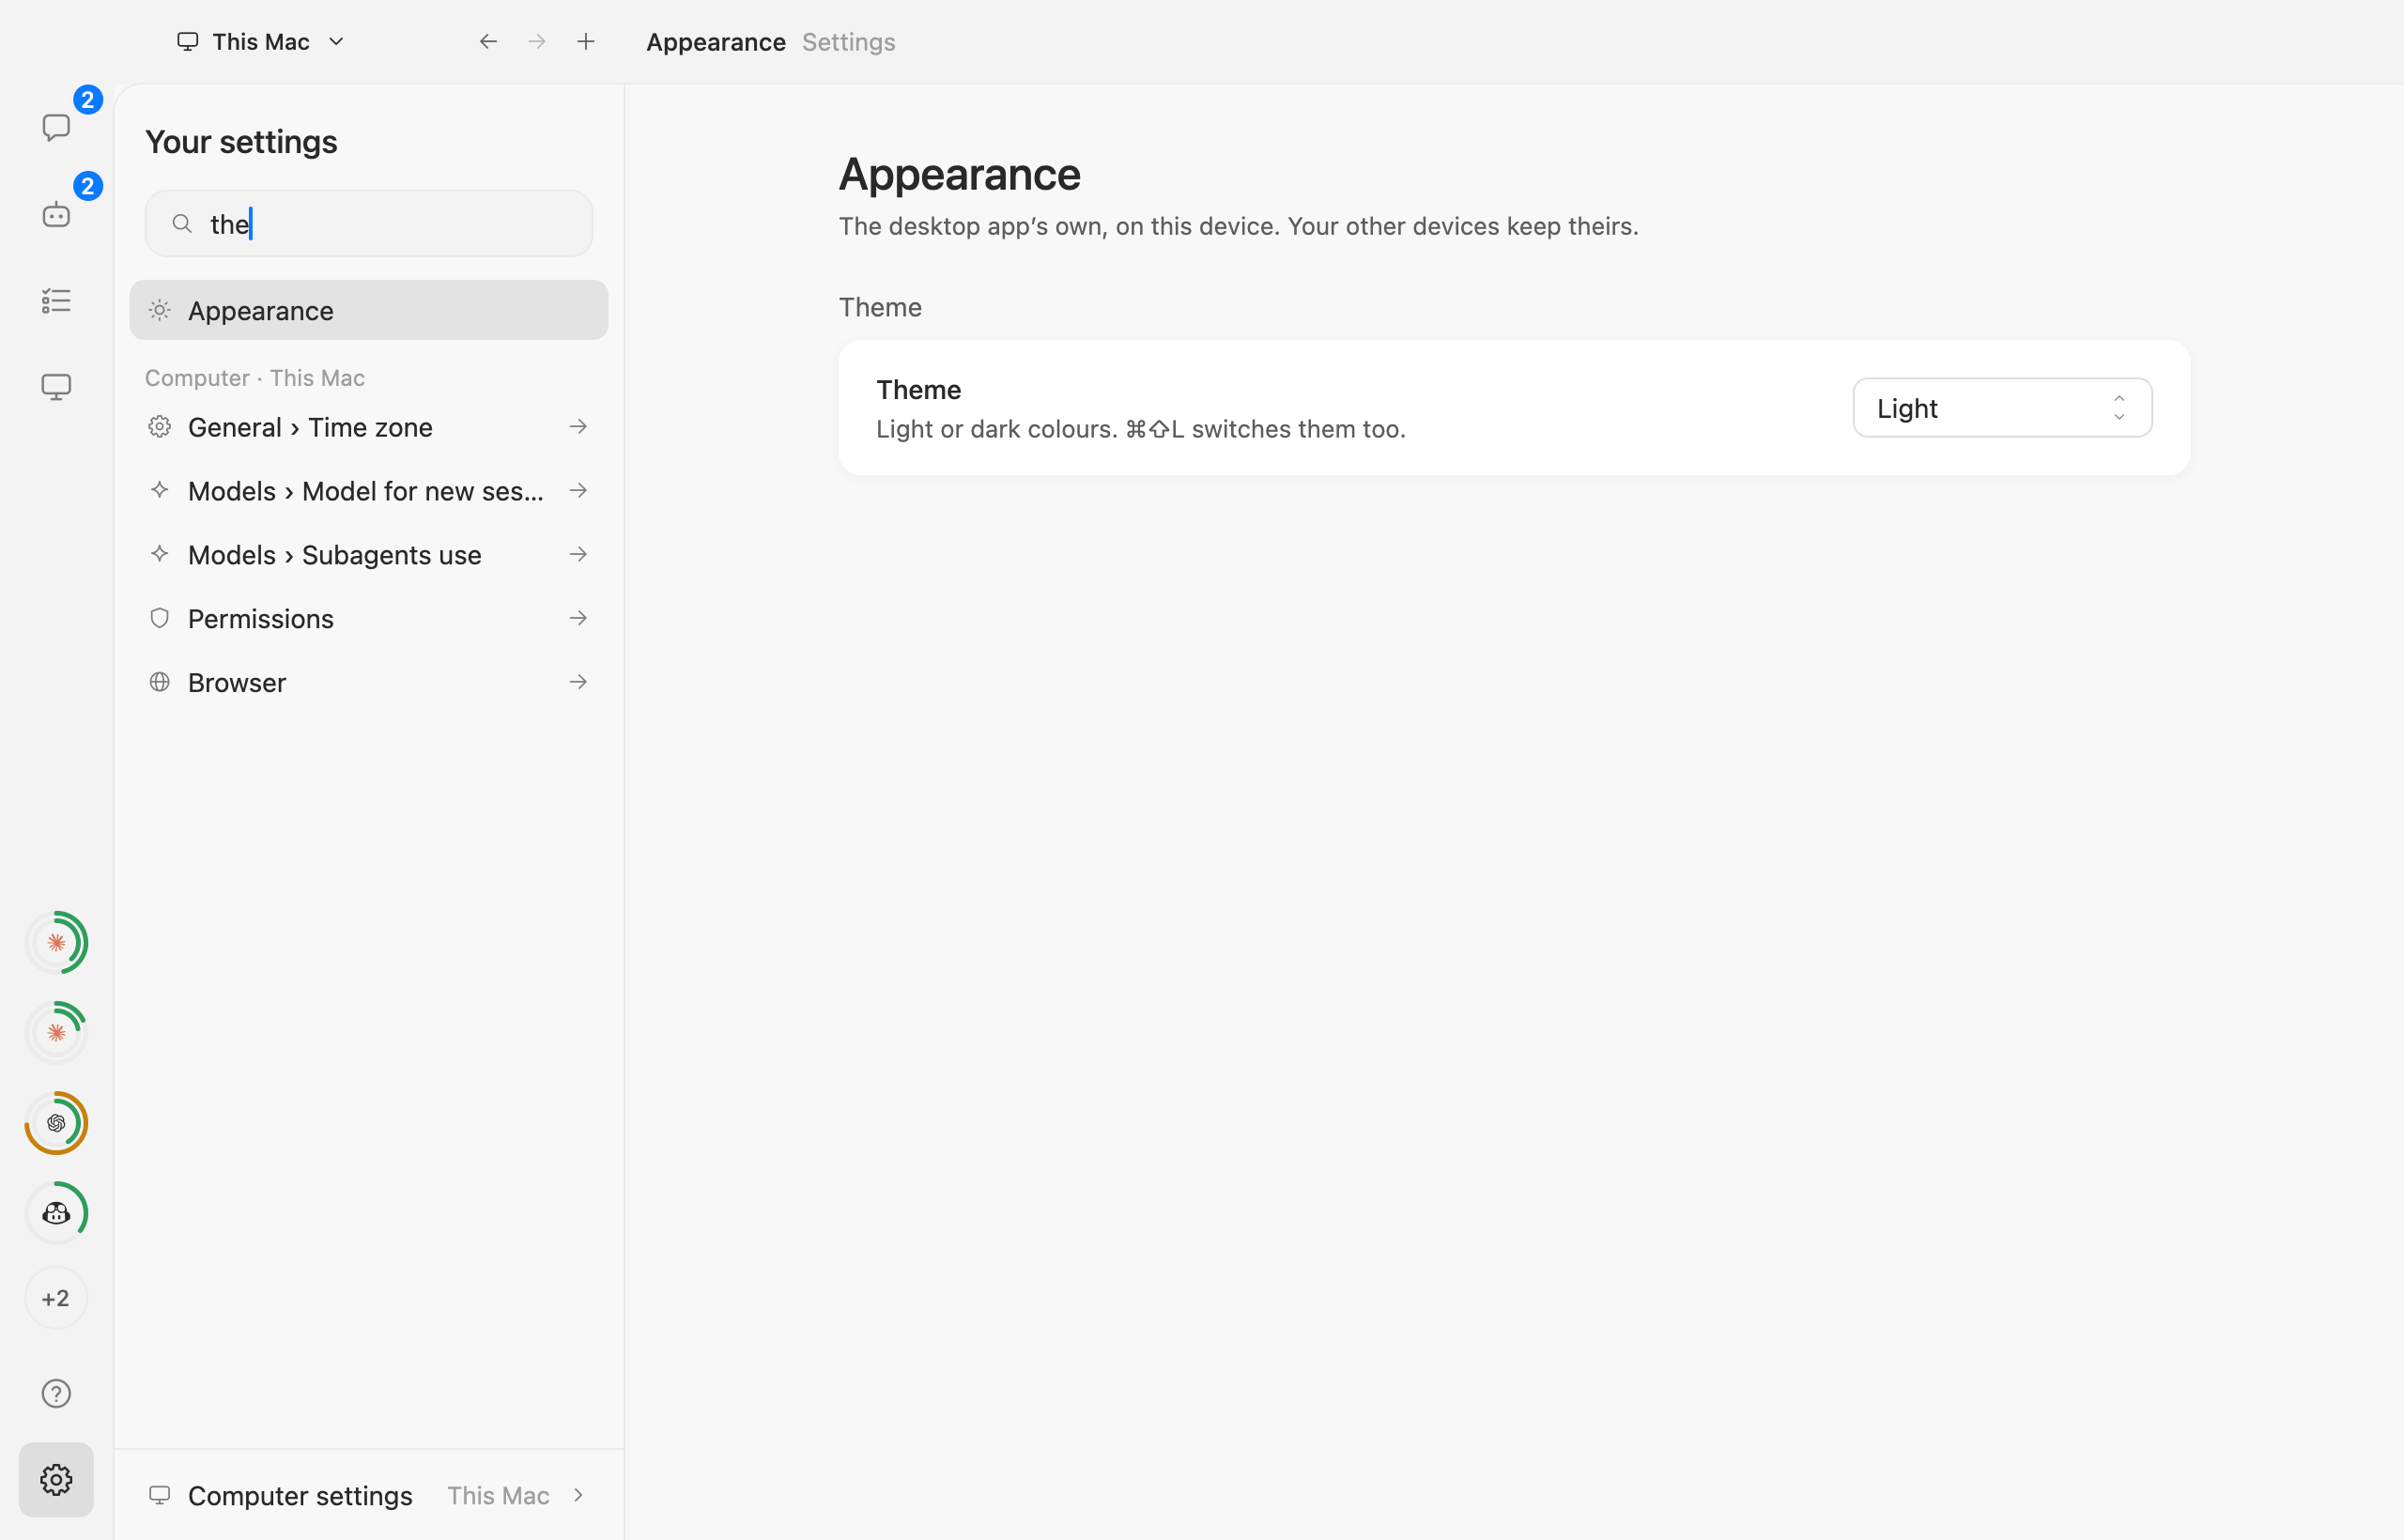 This Mac
Appearance Settings
2
2
Your settings
the
Appearance
Computer · This Mac
General › Time zone
Models › Model for new ses...
Models › Subagents use
Permissions
Browser
+2
Computer settings This Mac
Appearance
The desktop app’s own, on this device. Your other devices keep theirs.
Theme
Theme
Light or dark colours. ⌘⇧L switches them too.
Light